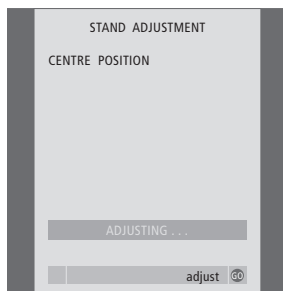 STAND ADJUSTMENT
CENTRE POSITION
ADJUSTING . . .
adjust GO